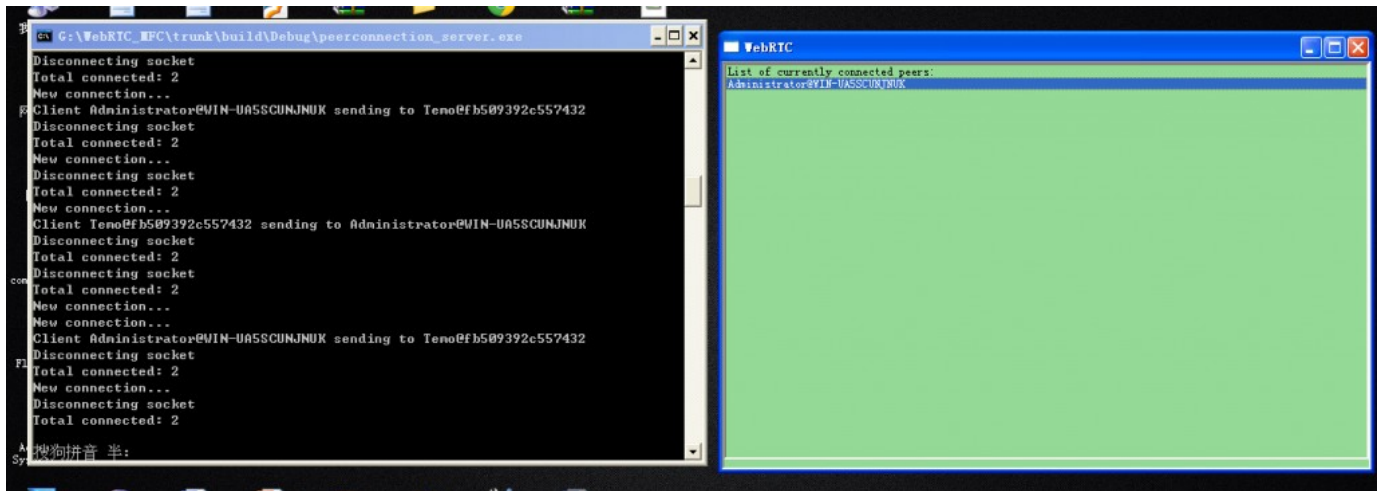 G:\WebRTC_MFC\trunk\build\Debug\peerconnection_server.exe
Disconnecting socket
Total connected: 2
New connection...
Client Administrator@WIN-UA5SCUNJNUK sending to Temo@fb509392c557432
Disconnecting socket
Total connected: 2
New connection...
Disconnecting socket
Total connected: 2
New connection...
Client Temo@fb509392c557432 sending to Administrator@WIN-UA5SCUNJNUK
Disconnecting socket
Total connected: 2
Disconnecting socket
Total connected: 2
New connection...
New connection...
Client Administrator@WIN-UA5SCUNJNUK sending to Temo@fb509392c557432
Disconnecting socket
Total connected: 2
New connection...
Disconnecting socket
Total connected: 2
搜狗拼音 半:
WebRTC
List of currently connected peers:
Administrator@WIN-UA5SCUNJNUK